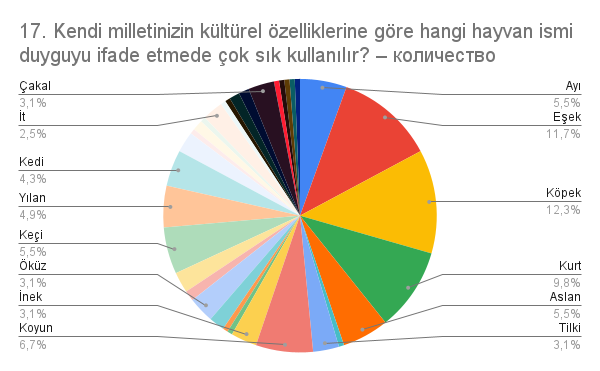 17. Kendi milletinizin kültürel özelliklerine göre hangi hayvan ismi
duyguyu ifade etmede çok sık kullanılır? – количество
Çakal
3,1%
İt
2,5%
Kedi
4,3%
Yılan
4,9%
Keçi
5,5%
Öküz
3,1%
İnek
3,1%
Koyun
6,7%
Ayı
5,5%
Eşek
11,7%
Köpek
12,3%
Kurt
9,8%
Aslan
5,5%
Tilki
3,1%